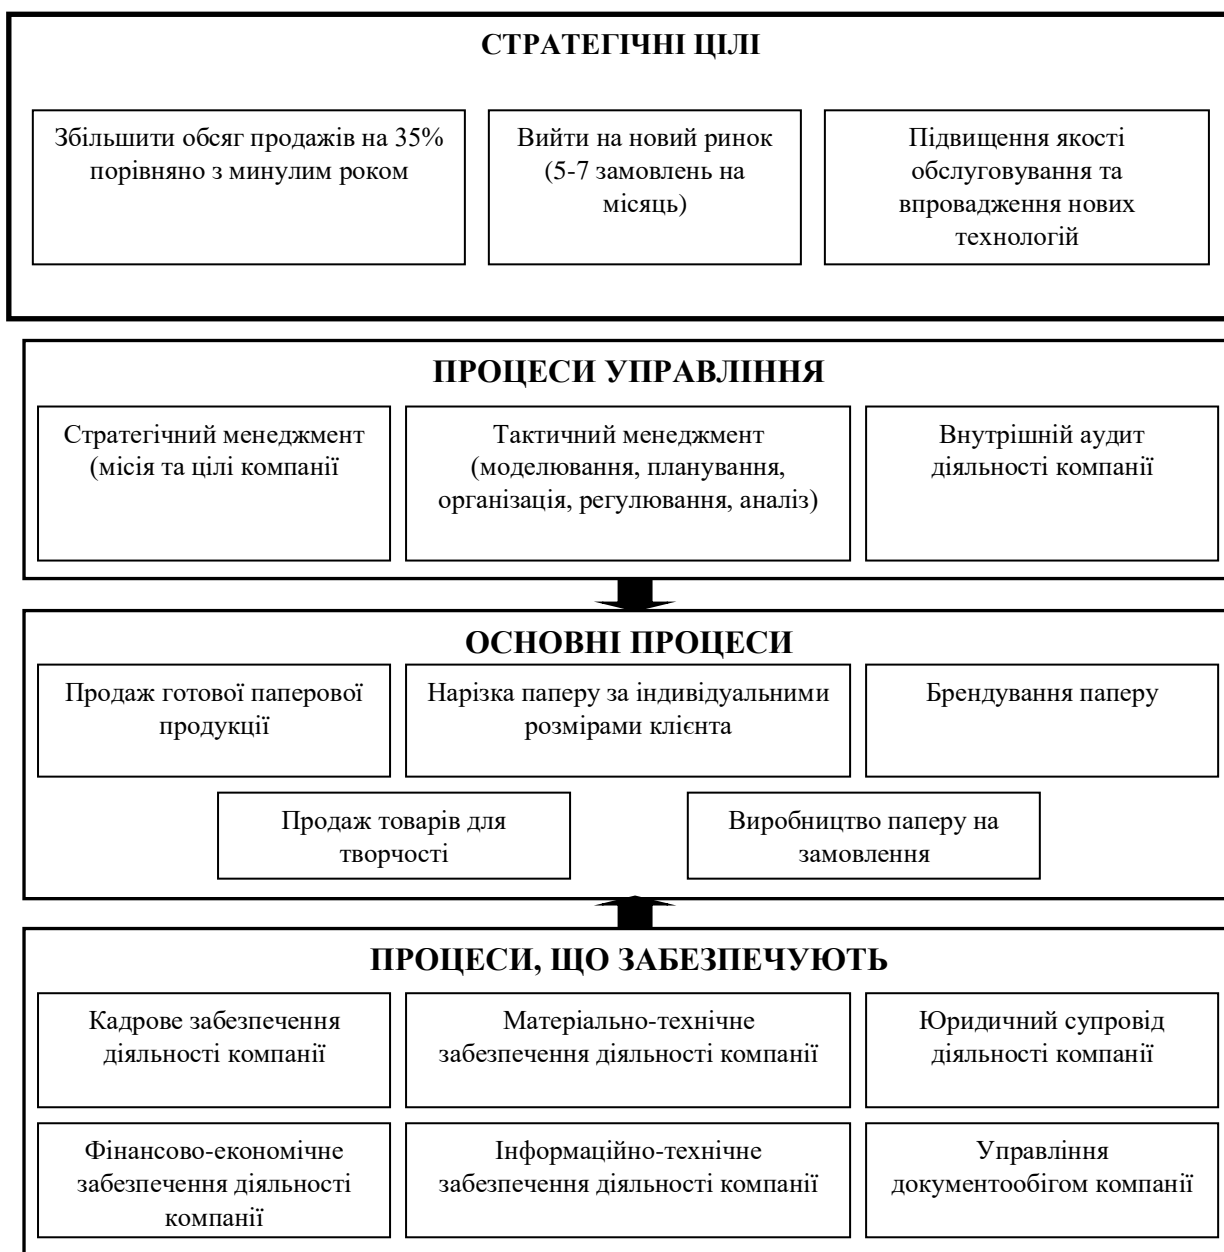 СТРАТЕГІЧНІ ЦІЛІ
Збільшити обсяг продажів на 35%
порівняно з минулим роком
Вийти на новий ринок
(5-7 замовлень на
місяць)
Підвищення якості
обслуговування та
впровадження нових
технологій
ПРОЦЕСИ УПРАВЛІННЯ
Стратегічний менеджмент
(місія та цілі компанії
Тактичний менеджмент
(моделювання, планування,
організація, регулювання, аналіз)
Внутрішній аудит
діяльності компанії
ОСНОВНІ ПРОЦЕСИ
Продаж готової паперової
продукції
Нарізка паперу за індивідуальними
розмірами клієнта
Брендування паперу
Продаж товарів для
творчості
Виробництво паперу на
замовлення
ПРОЦЕСИ, ЩО ЗАБЕЗПЕЧУЮТЬ
Кадрове забезпечення
діяльності компанії
Матеріально-технічне
забезпечення діяльності компанії
Юридичний супровід
діяльності компанії
Фінансово-економічне
забезпечення діяльності
компанії
Інформаційно-технічне
забезпечення діяльності компанії
Управління
документообігом компанії